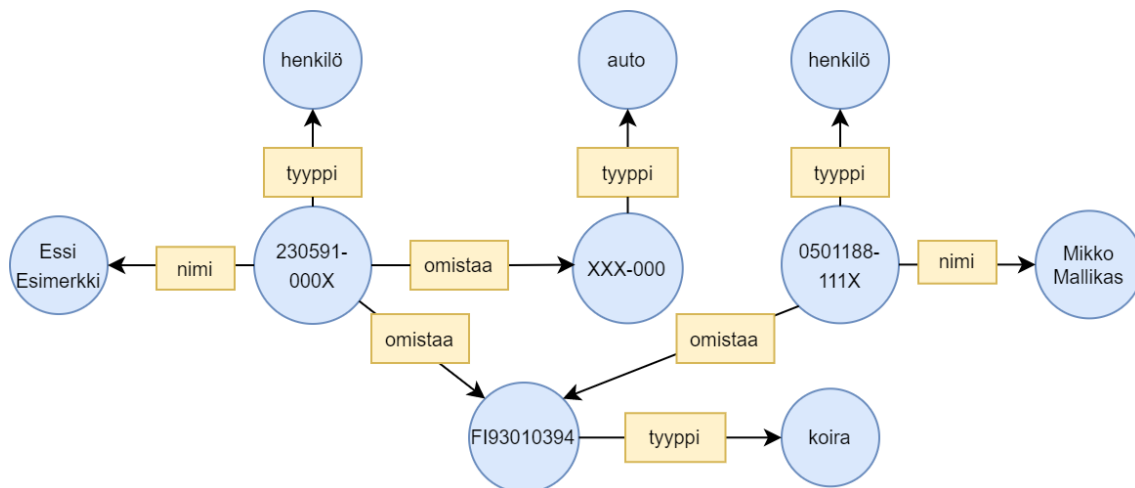 henkilö
auto
henkilö
tyyppi
tyyppi
tyyppi
Essi
Esimerkki
nimi
230591-
000X
omistaa
XXX-000
0501188-
111X
nimi
Mikko
Mallikas
omistaa
omistaa
FI93010394
tyyppi
koira